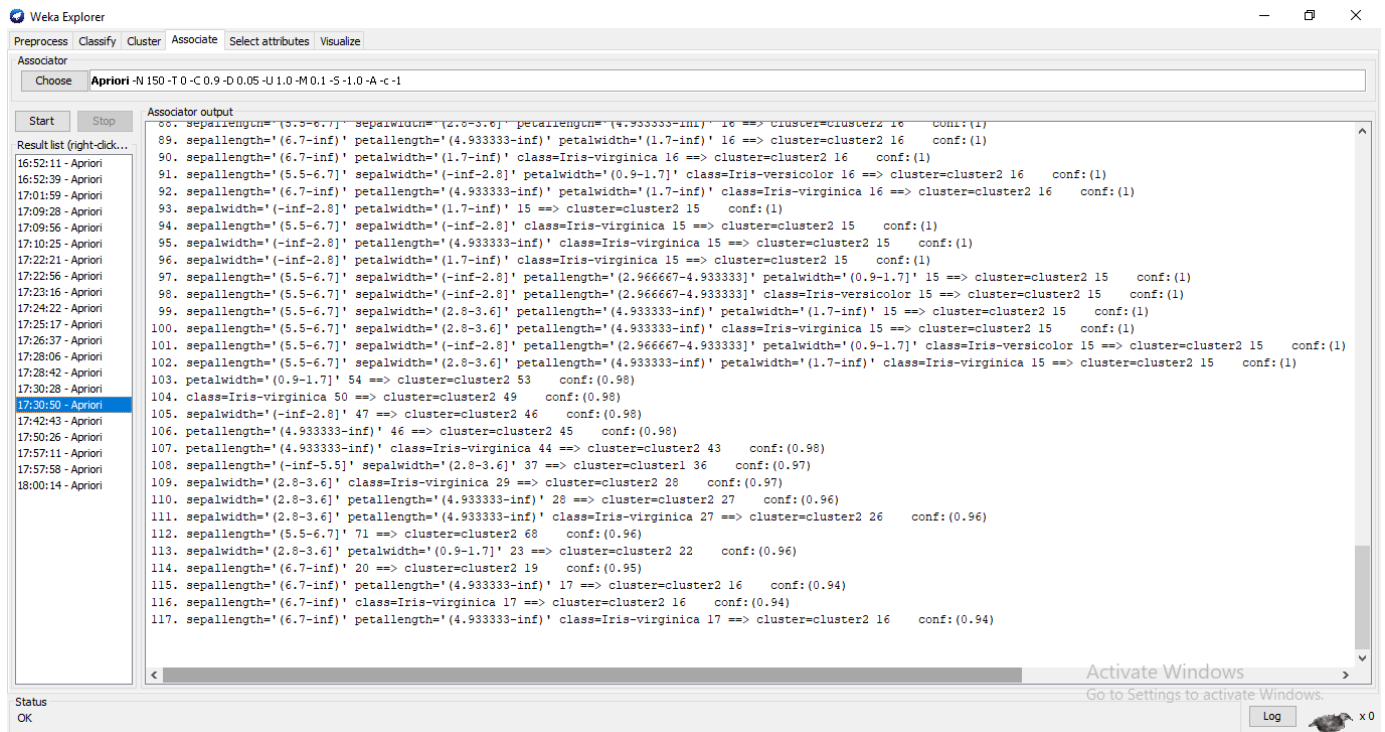 Weka Explorer
Preprocess Classify Cluster Associate Select attributes Visualize
Associator
Choose Apriori -N 150 -T 0 -C 0.9 -D 0.05 -U 1.0 -M 0.1 -S -1.0 -A -c -1
Start Stop
Result list (right-click...
16:52:11 - Apriori
16:52:39 - Apriori
17:01:59 - Apriori
17:09:28 - Apriori
17:09:56 - Apriori
17:10:25 - Apriori
17:22:21 - Apriori
17:22:56 - Apriori
17:23:16 - Apriori
17:24:22 - Apriori
17:25:17 - Apriori
17:26:37 - Apriori
17:28:06 - Apriori
17:28:42 - Apriori
17:30:28 - Apriori
17:30:50 - Apriori
17:42:43 - Apriori
17:50:26 - Apriori
17:57:11 - Apriori
17:57:58 - Apriori
18:00:14 - Apriori
Associator output
88. sepallength='(5.5-6.7]' sepalwidth='(2.8-3.6]' petallength='(4.933333-inf)' 16 ==> cluster=cluster2 16 conf:(1)
89. sepallength='(6.7-inf)' petallength='(4.933333-inf)' petalwidth='(1.7-inf)' 16 ==> cluster=cluster2 16 conf:(1)
90. sepallength='(6.7-inf)' petalwidth='(1.7-inf)' class=Iris-virginica 16 ==> cluster=cluster2 16 conf:(1)
91. sepallength='(5.5-6.7]' sepalwidth='(-inf-2.8]' petalwidth='(0.9-1.7]' class=Iris-versicolor 16 ==> cluster=cluster2 16 conf:(1)
92. sepallength='(6.7-inf)' petallength='(4.933333-inf)' petalwidth='(1.7-inf)' class=Iris-virginica 16 ==> cluster=cluster2 16 conf:(1)
93. sepalwidth='(-inf-2.8]' petalwidth='(1.7-inf)' 15 ==> cluster=cluster2 15 conf:(1)
94. sepallength='(5.5-6.7]' sepalwidth='(-inf-2.8]' class=Iris-virginica 15 ==> cluster=cluster2 15 conf:(1)
95. sepalwidth='(-inf-2.8]' petallength='(4.933333-inf)' class=Iris-virginica 15 ==> cluster=cluster2 15 conf:(1)
96. sepalwidth='(-inf-2.8]' petalwidth='(1.7-inf)' class=Iris-virginica 15 ==> cluster=cluster2 15 conf:(1)
97. sepallength='(5.5-6.7]' sepalwidth='(-inf-2.8]' petallength='(2.966667-4.933333]' petalwidth='(0.9-1.7]' 15 ==> cluster=cluster2 15 conf:(1)
98. sepallength='(5.5-6.7]' sepalwidth='(-inf-2.8]' petallength='(2.966667-4.933333]' class=Iris-versicolor 15 ==> cluster=cluster2 15 conf:(1)
99. sepallength='(5.5-6.7]' sepalwidth='(2.8-3.6]' petallength='(4.933333-inf)' petalwidth='(1.7-inf)' 15 ==> cluster=cluster2 15 conf:(1)
100. sepallength='(5.5-6.7]' sepalwidth='(2.8-3.6]' petallength='(4.933333-inf)' class=Iris-virginica 15 ==> cluster=cluster2 15 conf:(1)
101. sepallength='(5.5-6.7]' sepalwidth='(-inf-2.8]' petallength='(2.966667-4.933333]' petalwidth='(0.9-1.7]' class=Iris-versicolor 15 ==> cluster=cluster2 15 conf:(1)
102. sepallength='(5.5-6.7]' sepalwidth='(2.8-3.6]' petallength='(4.933333-inf)' petalwidth='(1.7-inf)' class=Iris-virginica 15 ==> cluster=cluster2 15 conf:(1)
103. petalwidth='(0.9-1.7]' 54 ==> cluster=cluster2 53 conf:(0.98)
104. class=Iris-virginica 50 ==> cluster=cluster2 49 conf:(0.98)
105. sepalwidth='(-inf-2.8]' 47 ==> cluster=cluster2 46 conf:(0.98)
106. petallength='(4.933333-inf)' 46 ==> cluster=cluster2 45 conf:(0.98)
107. petallength='(4.933333-inf)' class=Iris-virginica 44 ==> cluster=cluster2 43 conf:(0.98)
108. sepallength='(-inf-5.5]' sepalwidth='(2.8-3.6]' 37 ==> cluster=cluster1 36 conf:(0.97)
109. sepalwidth='(2.8-3.6]' class=Iris-virginica 29 ==> cluster=cluster2 28 conf:(0.97)
110. sepalwidth='(2.8-3.6]' petallength='(4.933333-inf)' 28 ==> cluster=cluster2 27 conf:(0.96)
111. sepalwidth='(2.8-3.6]' petallength='(4.933333-inf)' class=Iris-virginica 27 ==> cluster=cluster2 26 conf:(0.96)
112. sepallength='(5.5-6.7]' 71 ==> cluster=cluster2 68 conf:(0.96)
113. sepalwidth='(2.8-3.6]' petalwidth='(0.9-1.7]' 23 ==> cluster=cluster2 22 conf:(0.96)
114. sepallength='(6.7-inf)' 20 ==> cluster=cluster2 19 conf:(0.95)
115. sepallength='(6.7-inf)' petallength='(4.933333-inf)' 17 ==> cluster=cluster2 16 conf:(0.94)
116. sepallength='(6.7-inf)' class=Iris-virginica 17 ==> cluster=cluster2 16 conf:(0.94)
117. sepallength='(6.7-inf)' petallength='(4.933333-inf)' class=Iris-virginica 17 ==> cluster=cluster2 16 conf:(0.94)
Activate Windows
Go to Settings to activate Windows.
Status
OK
Log
x 0